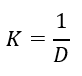 K = 1/D